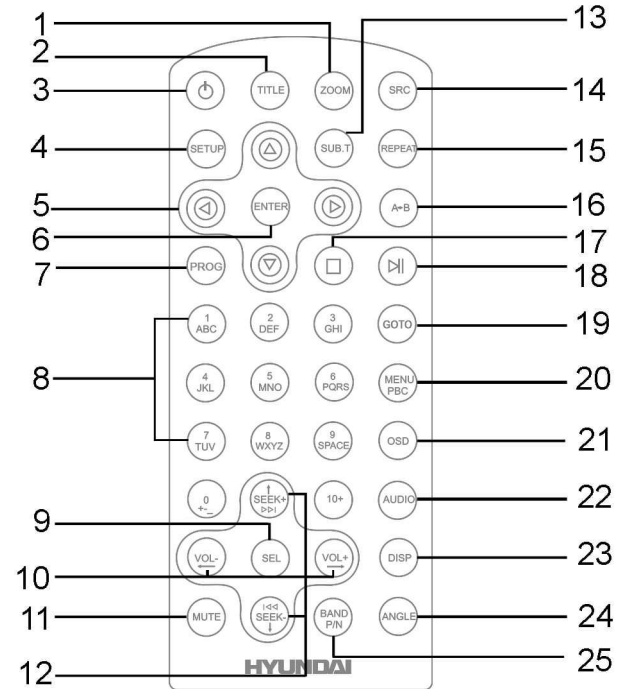 1
2
3
4
5
6
7
8
9
10
11
12
13
14
15
16
17
18
19
20
21
22
23
24
25
TITLE
ZOOM
SRC
SETUP
SUB.T
REPEAT
ENTER
A↔B
PROG
1
ABC
2
DEF
3
GHI
GOTO
4
JKL
5
MNO
6
PQRS
MENU
PBC
7
TUV
8
WXYZ
9
SPACE
OSD
0
+-_
SEEK+
10+
AUDIO
VOL-
SEL
VOL+
DISP
MUTE
SEEK-
BAND
P/N
ANGLE
HYUNDAI